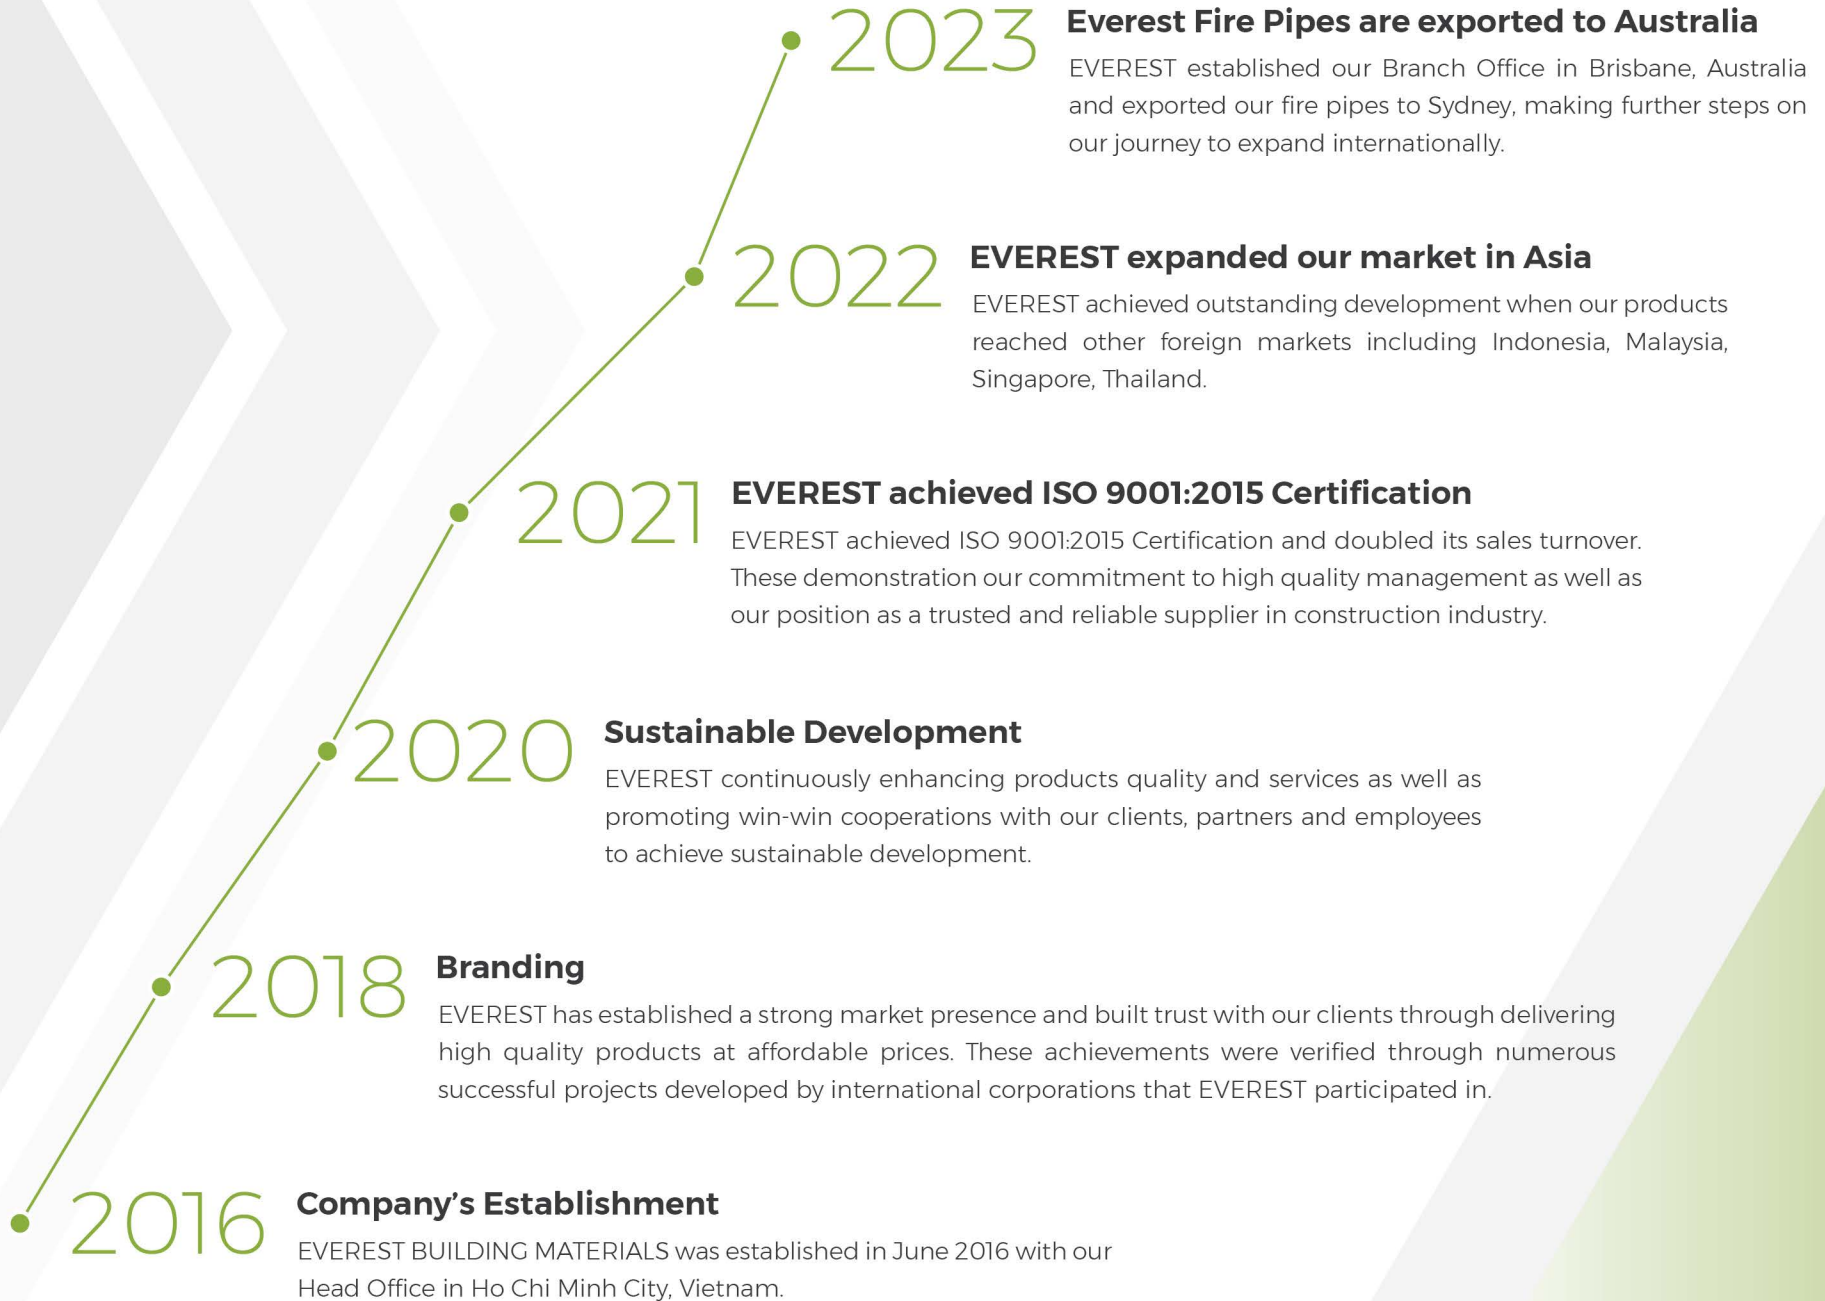 2023
Everest Fire Pipes are exported to Australia
EVEREST established our Branch Office in Brisbane, Australia
and exported our fire pipes to Sydney, making further steps on
our journey to expand internationally.
2022
EVEREST expanded our market in Asia
EVEREST achieved outstanding development when our products
reached other foreign markets including Indonesia, Malaysia,
Singapore, Thailand.
2021
EVEREST achieved ISO 9001:2015 Certification
EVEREST achieved ISO 9001:2015 Certification and doubled its sales turnover.
These demonstration our commitment to high quality management as well as
our position as a trusted and reliable supplier in construction industry.
2020
Sustainable Development
EVEREST continuously enhancing products quality and services as well as
promoting win-win cooperations with our clients, partners and employees
to achieve sustainable development.
2018
Branding
EVEREST has established a strong market presence and built trust with our clients through delivering
high quality products at affordable prices. These achievements were verified through numerous
successful projects developed by international corporations that EVEREST participated in.
2016
Company’s Establishment
EVEREST BUILDING MATERIALS was established in June 2016 with our
Head Office in Ho Chi Minh City, Vietnam.